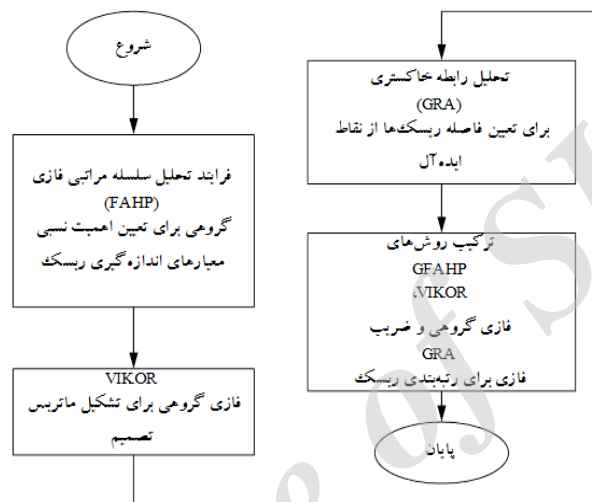 شروع
فرایند تحلیل سلسله مراتبی فازی
(FAHP)
گروهی برای تعیین اهمیت نسبی
معیارهای اندازه‌گیری ریسک
VIKOR
فازی گروهی برای تشکیل ماتریس
تصمیم
تحلیل رابطه خاکستری
(GRA)
برای تعیین فاصله ریسک‌ها از نقاط
ایده‌آل
ترکیب روش‌های
GFAHP
،VIKOR
فازی گروهی و ضریب
GRA
فازی برای رتبه‌بندی ریسک
پایان